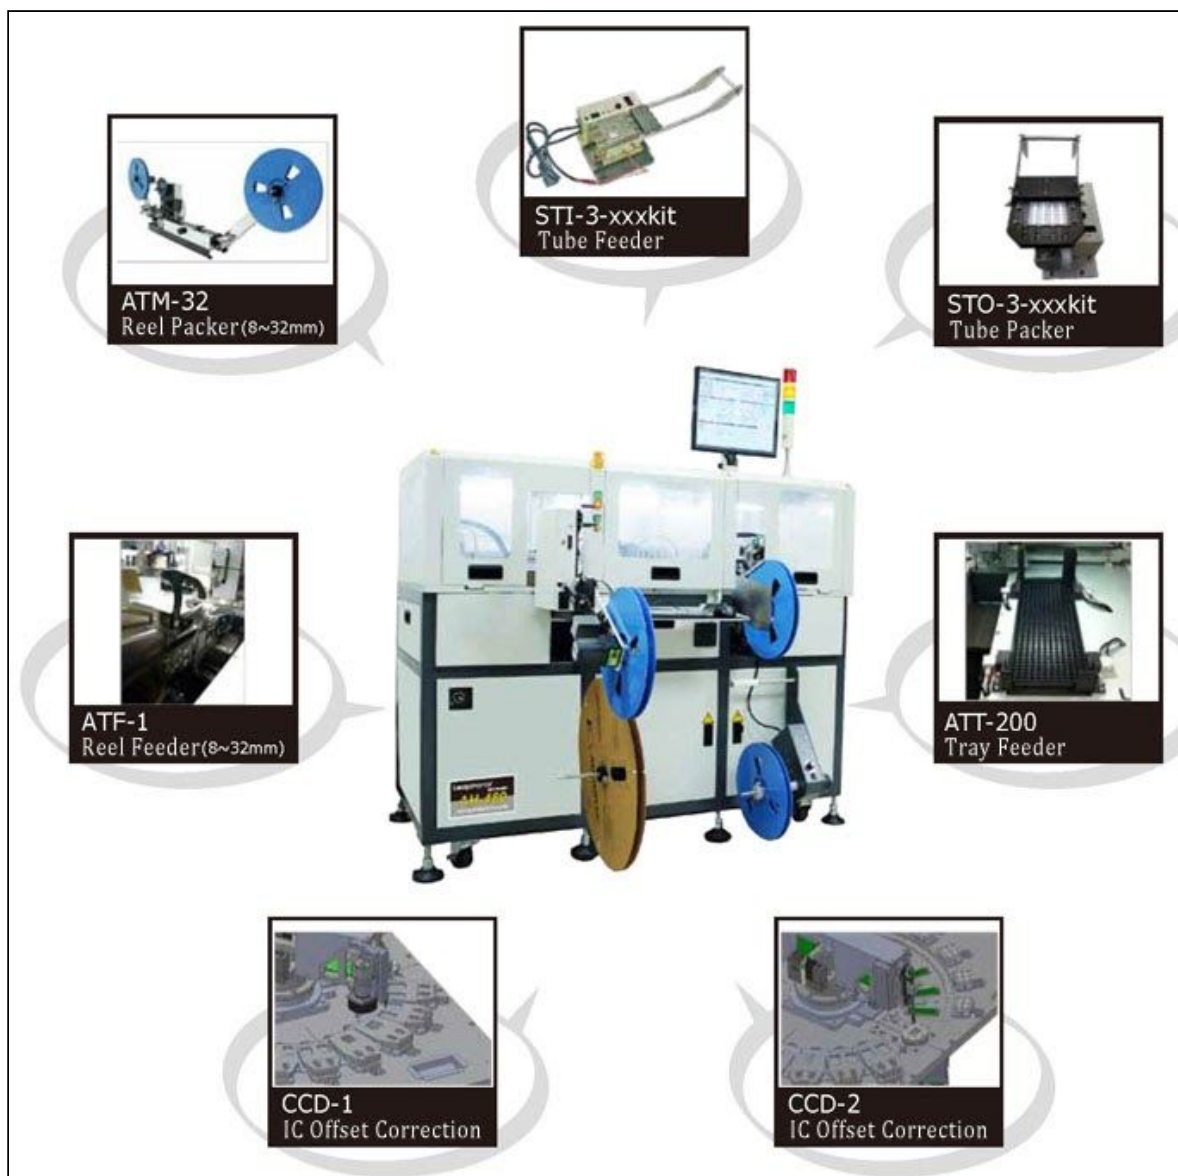 STI-3-xxxkit
Tube Feeder
ATM-32
Reel Packer(8~32mm)
STO-3-xxxkit
Tube Packer
ATF-1
Reel Feeder(8~32mm)
ATT-200
Tray Feeder
CCD-1
IC Offset Correction
CCD-2
IC Offset Correction